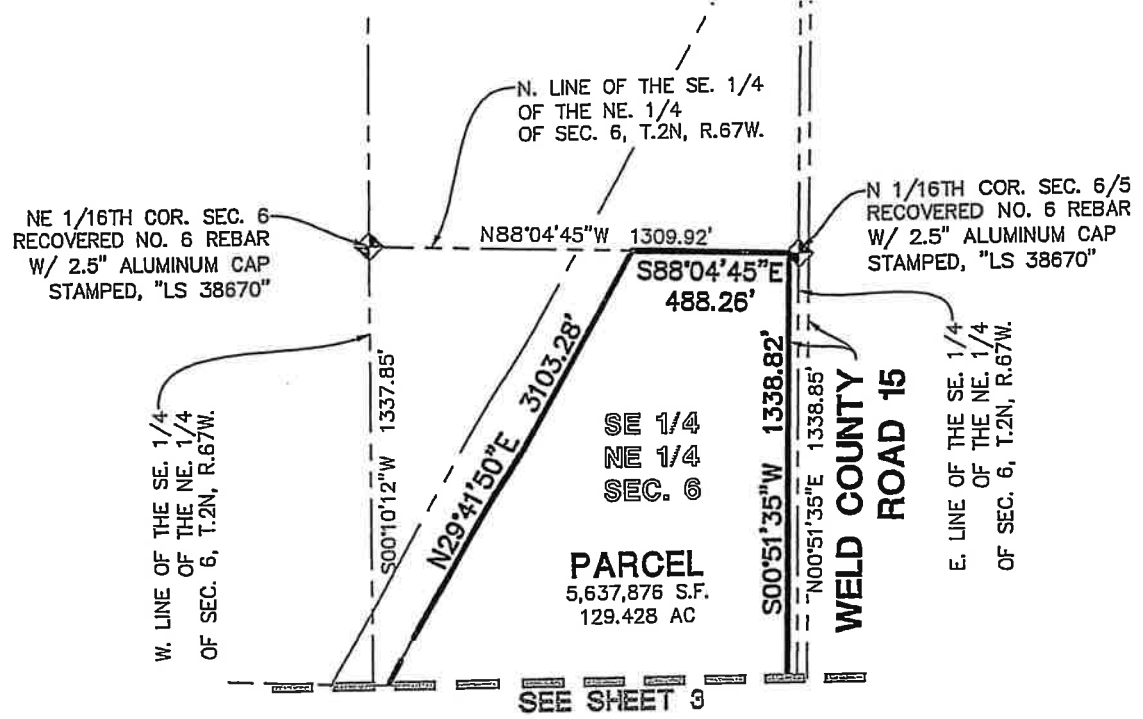 N. LINE OF THE SE. 1/4
OF THE NE. 1/4
OF SEC. 6, T.2N, R.67W.
NE 1/16TH COR. SEC. 6
RECOVERED NO. 6 REBAR
W/ 2.5" ALUMINUM CAP
STAMPED, "LS 38670"
N 1/16TH COR. SEC. 6/5
RECOVERED NO. 6 REBAR
W/ 2.5" ALUMINUM CAP
STAMPED, "LS 38670"
N88°04'45"W 1309.92'
S88°04'45"E
488.26'
W. LINE OF THE SE. 1/4
OF THE NE. 1/4
OF SEC. 6, T.2N, R.67W.
S00°10'12"W 1337.85'
N29°41'50"E 3103.28'
SE 1/4
NE 1/4
SEC. 6
PARCEL
5,637,876 S.F.
129.428 AC
S00°51'35"W 1338.82'
N00°51'35"E 1338.85'
WELD COUNTY
ROAD 15
E. LINE OF THE SE. 1/4
OF THE NE. 1/4
OF SEC. 6, T.2N, R.67W.
SEE SHEET 3